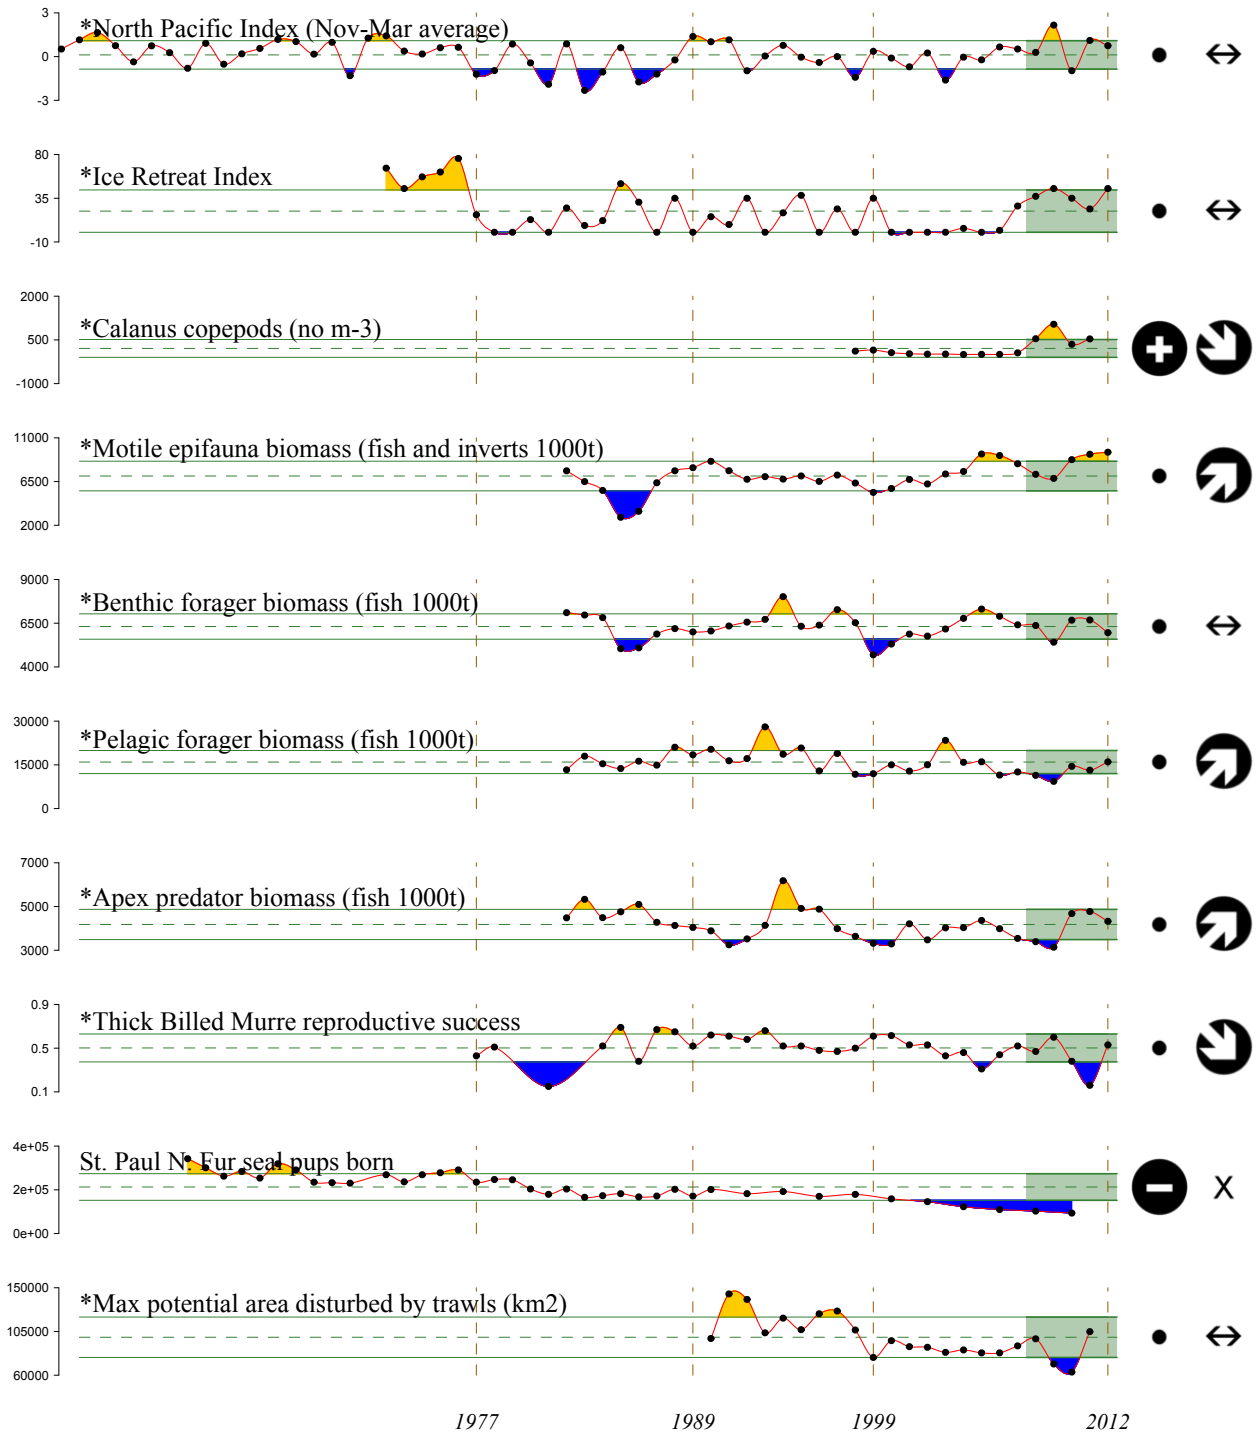 *North Pacific Index (Nov-Mar average)
3
0
-3
*Ice Retreat Index
80
35
-10
*Calanus copepods (no m-3)
2000
500
-1000
*Motile epifauna biomass (fish and inverts 1000t)
11000
6500
2000
*Benthic forager biomass (fish 1000t)
9000
6500
4000
*Pelagic forager biomass (fish 1000t)
30000
15000
0
*Apex predator biomass (fish 1000t)
7000
5000
3000
*Thick Billed Murre reproductive success
0.9
0.5
0.1
St. Paul N. Fur seal pups born
4e+05
2e+05
0e+00
X
*Max potential area disturbed by trawls (km2)
150000
105000
60000
1977 1989 1999 2012